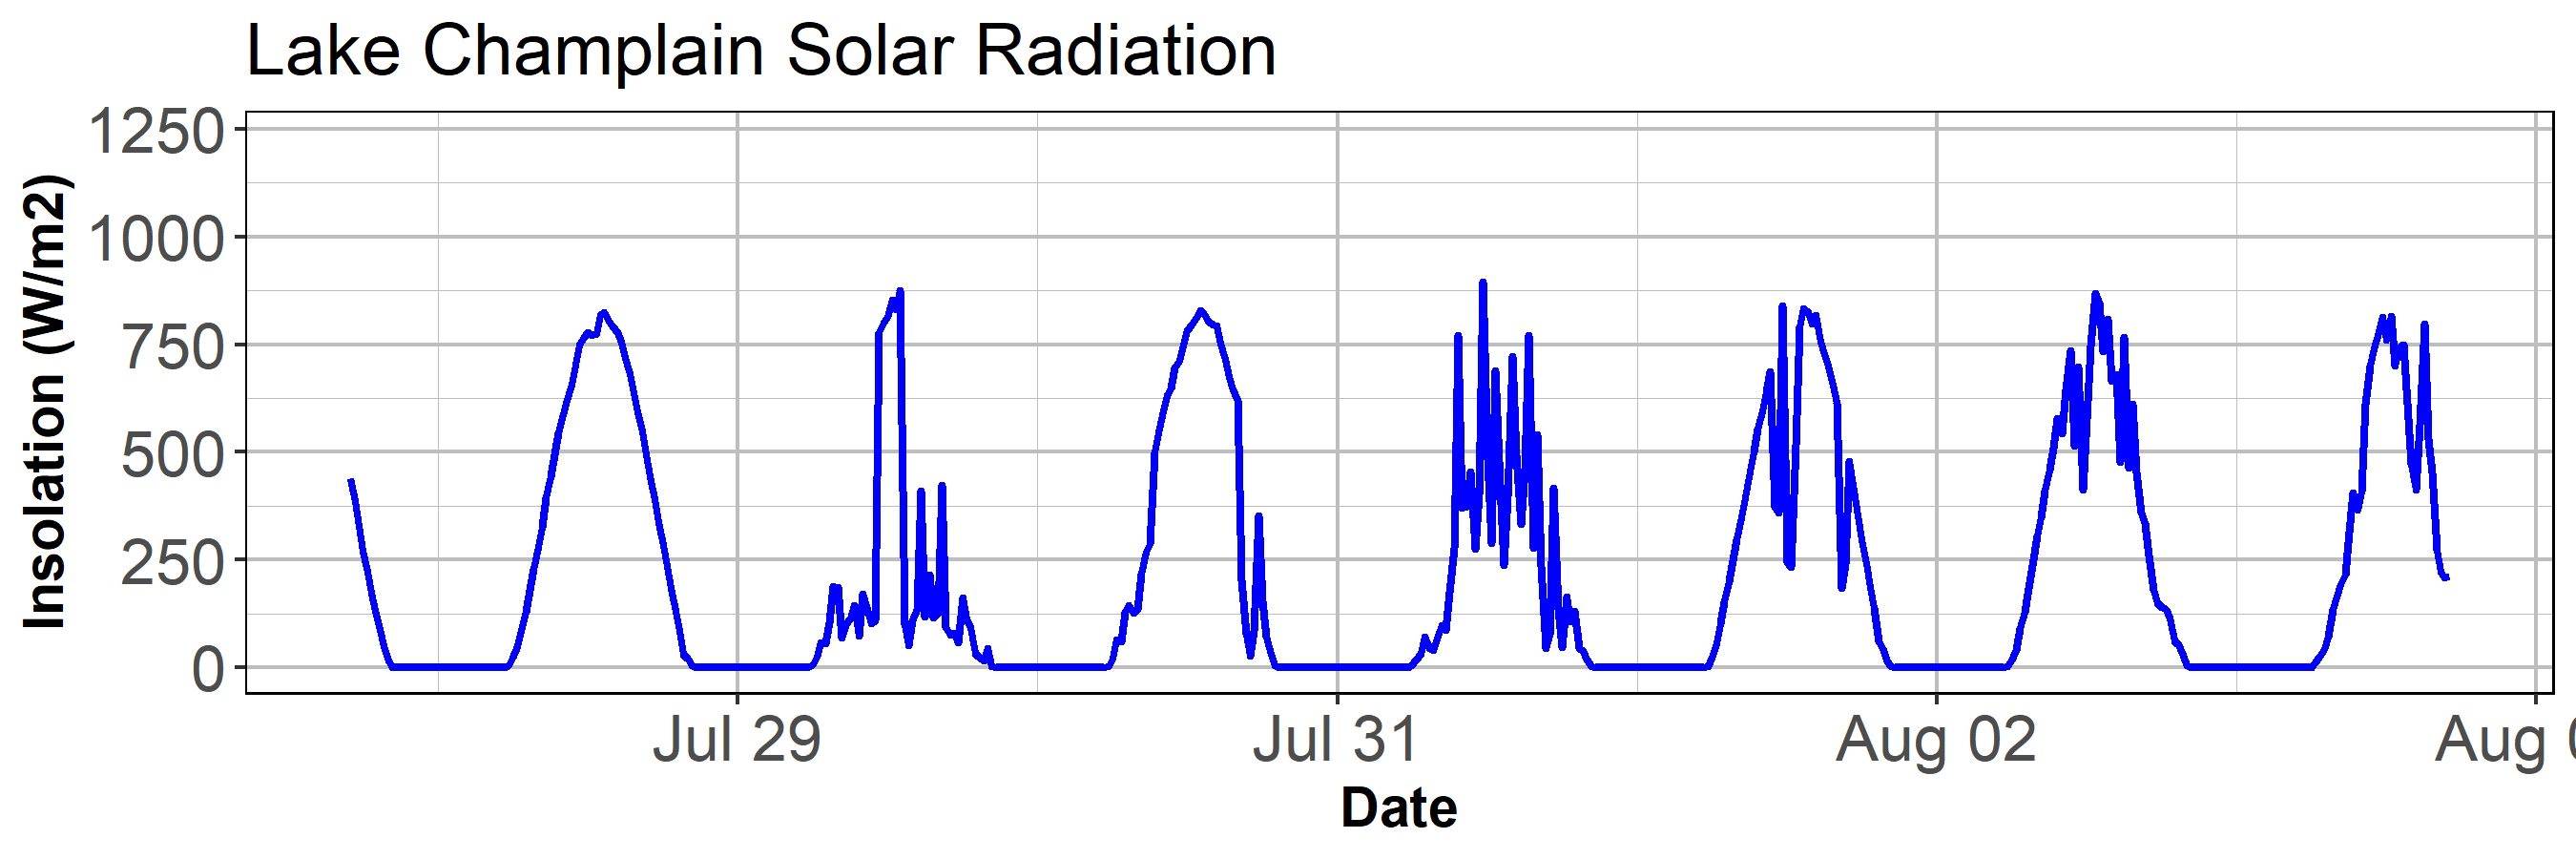 Lake Champlain Solar Radiation
1250
1000
750
500
250
0
Insolation (W/m2)
Jul 29
Jul 31
Aug 02
Aug
Date